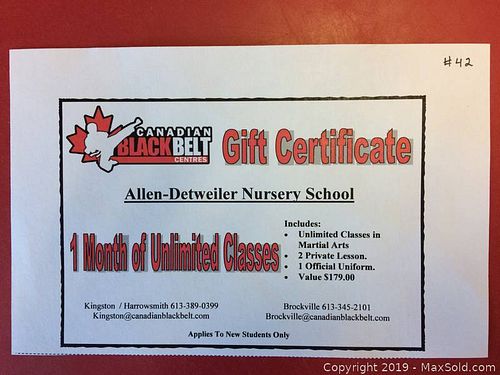 #42
CANADIAN
BLACKBELT
CENTRES
Gift Certificate
Allen-Detweiler Nursery School
1 Month of Unlimited Classes
Includes:
• Unlimited Classes in
Martial Arts
• 2 Private Lesson.
• 1 Official Uniform.
• Value $179.00
Kingston / Harrowsmith 613-389-0399
Kingston@canadianblackbelt.com
Brockville 613-345-2101
Brockville@canadianblackbelt.com
Applies To New Students Only
Copyright 2019 - MaxSold.com